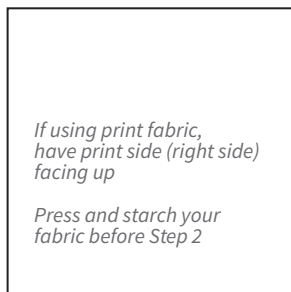 If using print fabric,
have print side (right side)
facing up
Press and starch your
fabric before Step 2